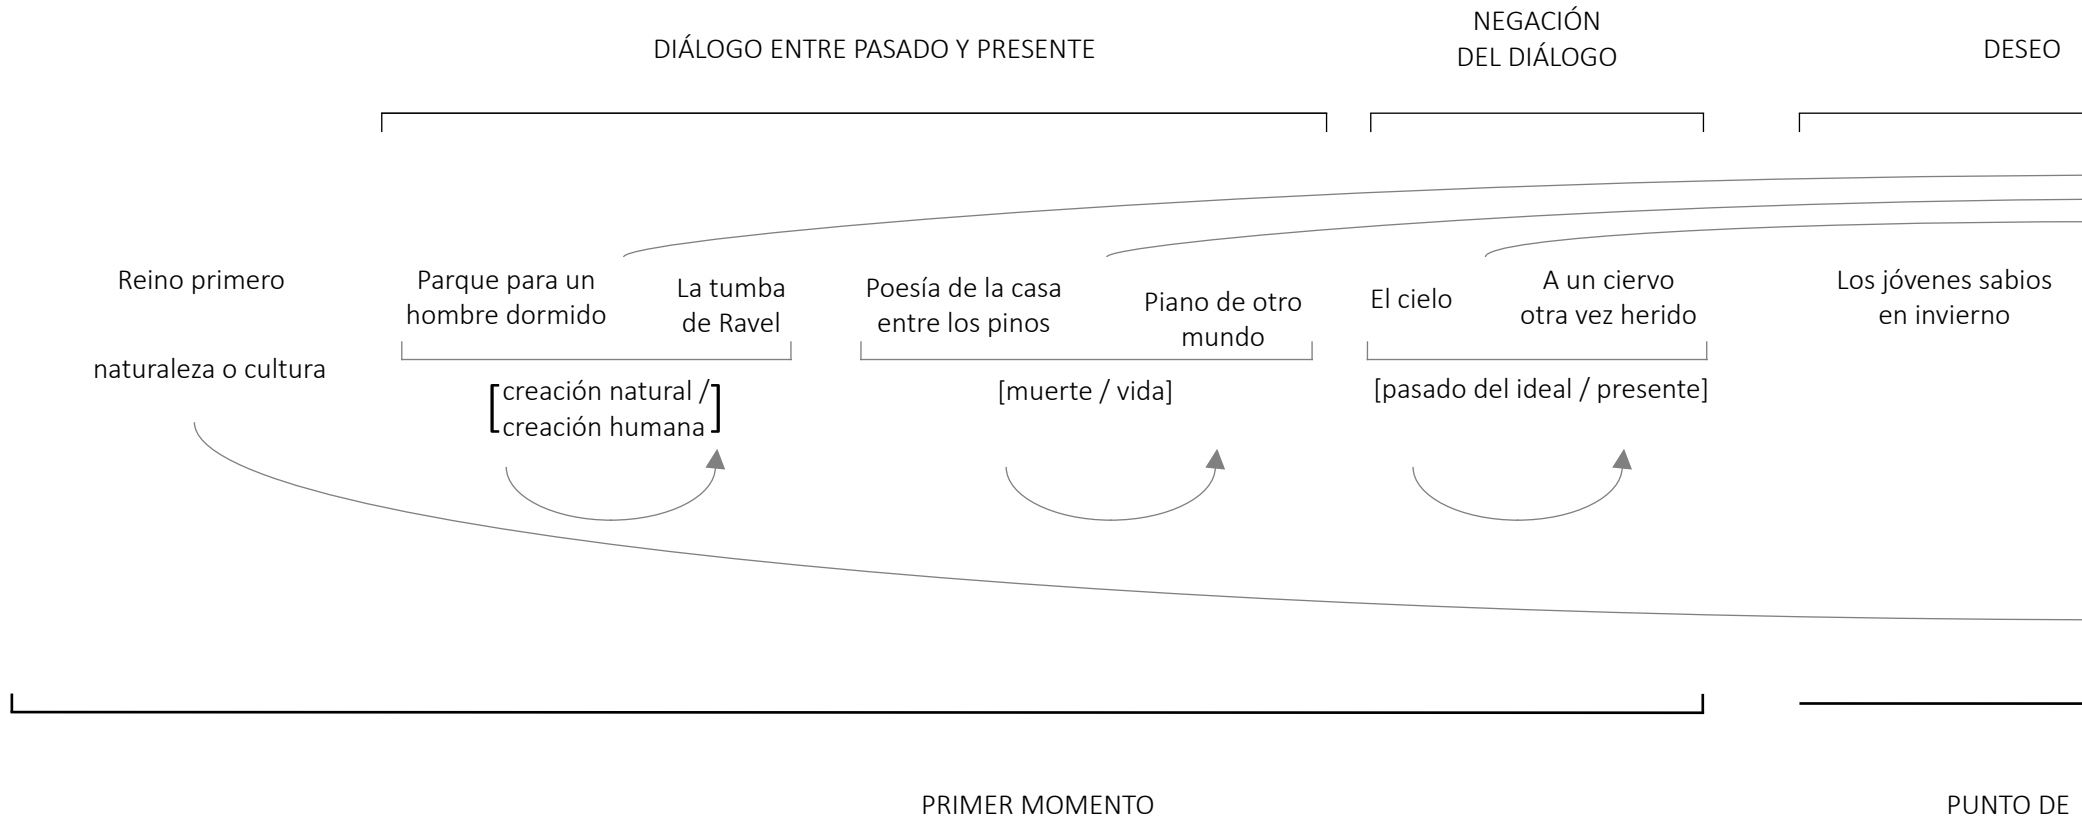 NEGACIÓN
DEL DIÁLOGO
DIÁLOGO ENTRE PASADO Y PRESENTE
DESEO
Reino primero
naturaleza o cultura
Parque para un
hombre dormido
La tumba
de Ravel
[creación natural /
creación humana]
Poesía de la casa
entre los pinos
Piano de otro
mundo
[muerte / vida]
El cielo
A un ciervo
otra vez herido
[pasado del ideal / presente]
Los jóvenes sabios
en invierno
PRIMER MOMENTO
PUNTO DE